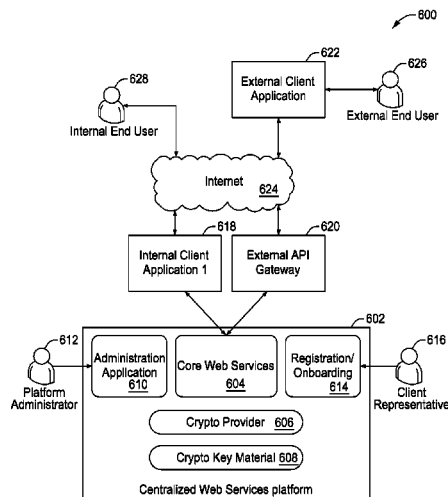 600
622
628
626
External Client
Application
Internal End User
External End User
Internet
624
618
620
Internal Client
Application 1
External API
Gateway
602
612
616
Administration
Application
610
Core Web Services
604
Registration/
Onboarding
614
Platform
Administrator
Client
Representative
Crypto Provider 606
Crypto Key Material 608
Centralized Web Services platform